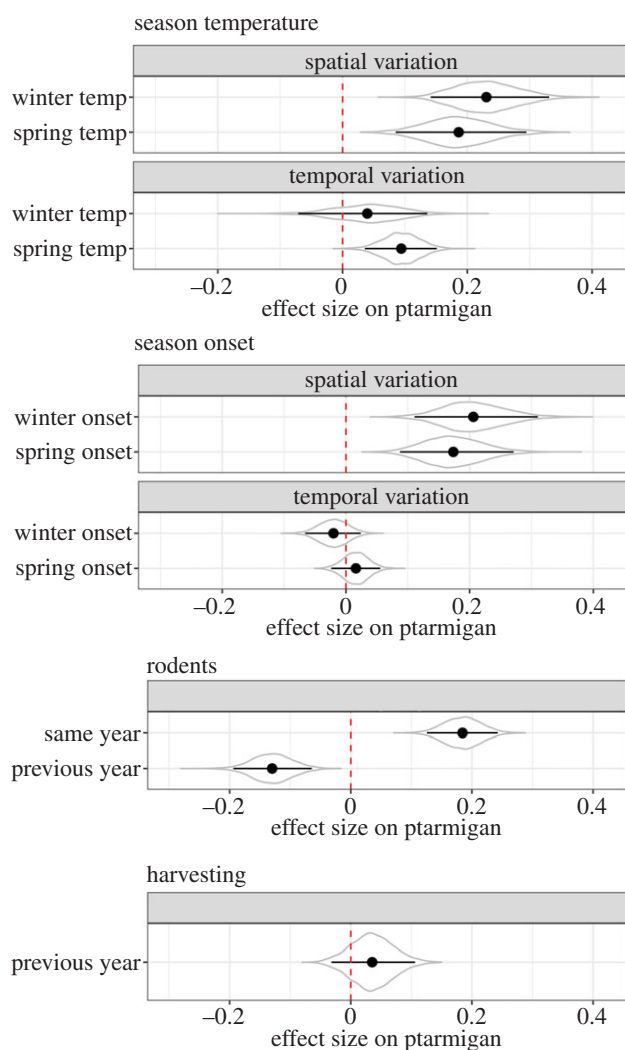 season temperature
spatial variation
winter temp
spring temp
temporal variation
winter temp
spring temp
−0.2 0 0.2 0.4
effect size on ptarmigan
season onset
spatial variation
winter onset
spring onset
temporal variation
winter onset
spring onset
−0.2 0 0.2 0.4
effect size on ptarmigan
rodents
same year
previous year
−0.2 0 0.2 0.4
effect size on ptarmigan
harvesting
previous year
−0.2 0 0.2 0.4
effect size on ptarmigan